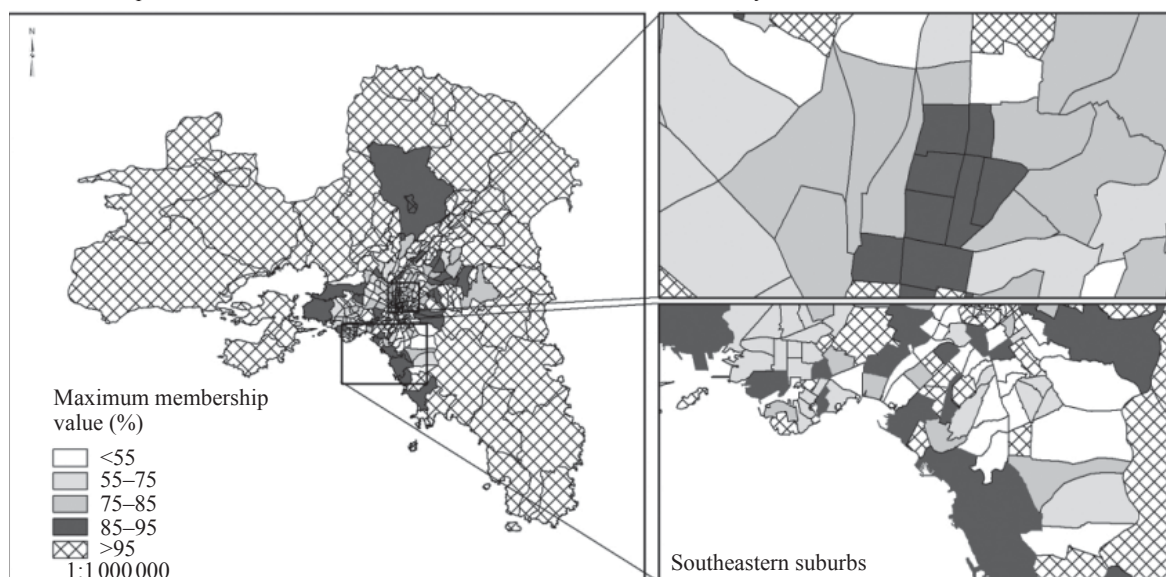 N
Maximum membership
value (%)
<55
55–75
75–85
85–95
>95
1:1 000 000
Southeastern suburbs